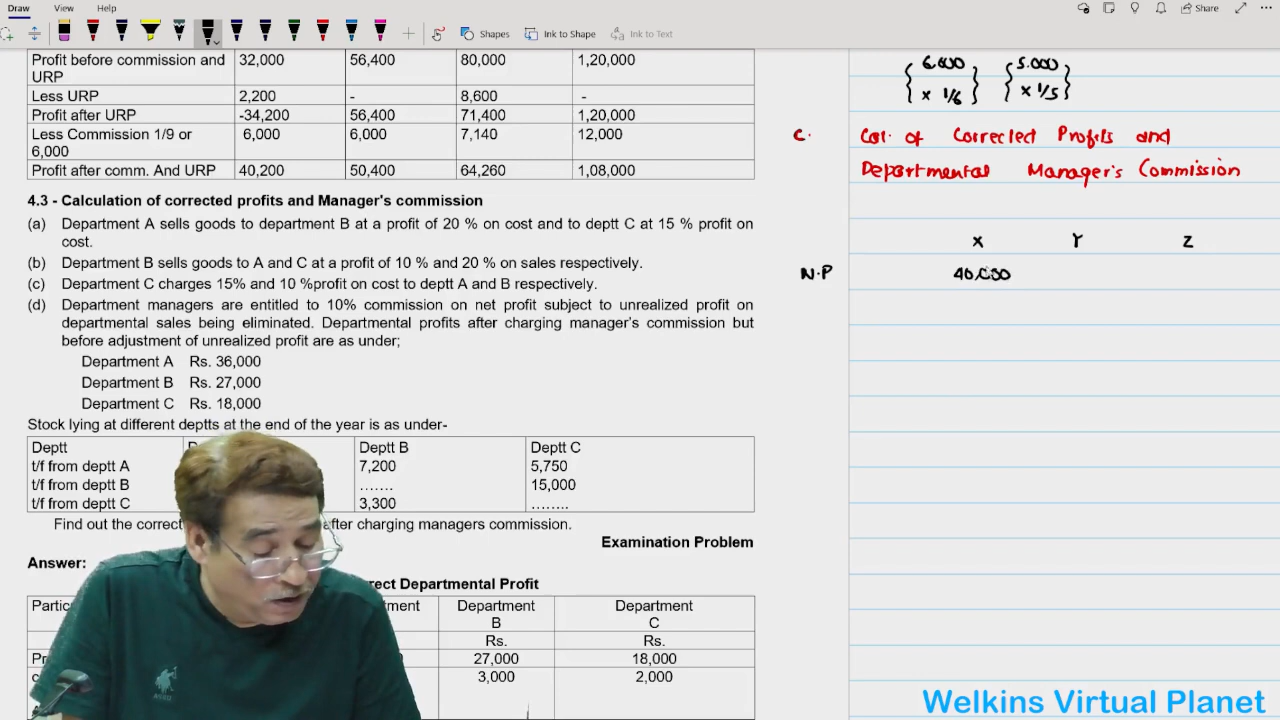 Draw View Help
Share
Shapes Ink to Shape Ink to Text
Profit before commission and URP 32,000 56,400 80,000 1,20,000
Less URP 2,200 - 8,600 -
Profit after URP -34,200 56,400 71,400 1,20,000
Less Commission 1/9 or 6,000 6,000 6,000 7,140 12,000
Profit after comm. And URP 40,200 50,400 64,260 1,08,000
4.3 - Calculation of corrected profits and Manager's commission
(a) Department A sells goods to department B at a profit of 20 % on cost and to deptt C at 15 % profit on
cost.
(b) Department B sells goods to A and C at a profit of 10 % and 20 % on sales respectively.
(c) Department C charges 15% and 10 %profit on cost to deptt A and B respectively.
(d) Department managers are entitled to 10% commission on net profit subject to unrealized profit on
departmental sales being eliminated. Departmental profits after charging manager's commission but
before adjustment of unrealized profit are as under;
Department A Rs. 36,000
Department B Rs. 27,000
Department C Rs. 18,000
Stock lying at different deptts at the end of the year is as under-
Deptt Deptt B Deptt C
t/f from deptt A 7,200 5,750
t/f from deptt B ....... 15,000
t/f from deptt C 3,300 ........
Find out the correct after charging managers commission.
Examination Problem
Answer:
Departmental Profit
Department B Department C
Rs. Rs.
27,000 18,000
3,000 2,000
6.000 5.000
x 1/6 x 1/5
C. Cal. of Corrected Profits and
Departmental Manager's Commission
X Y Z
N.P 40,000
Welkins Virtual Planet